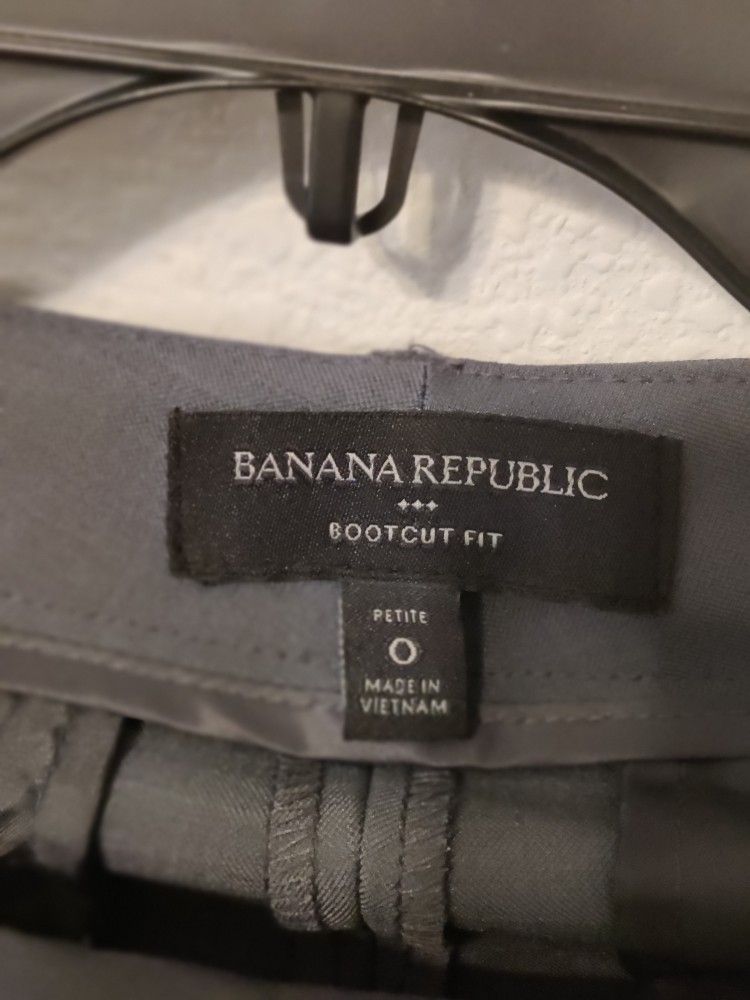 BANANA REPUBLIC
BOOTCUT FIT
PETITE
0
MADE IN
VIETNAM